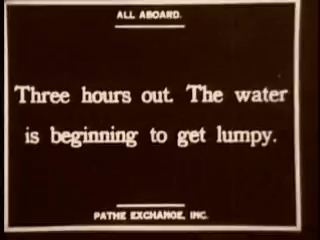 ALL ABOARD.
Three hours out. The water
is beginning to get lumpy.
PATHE EXCHANGE, INC.